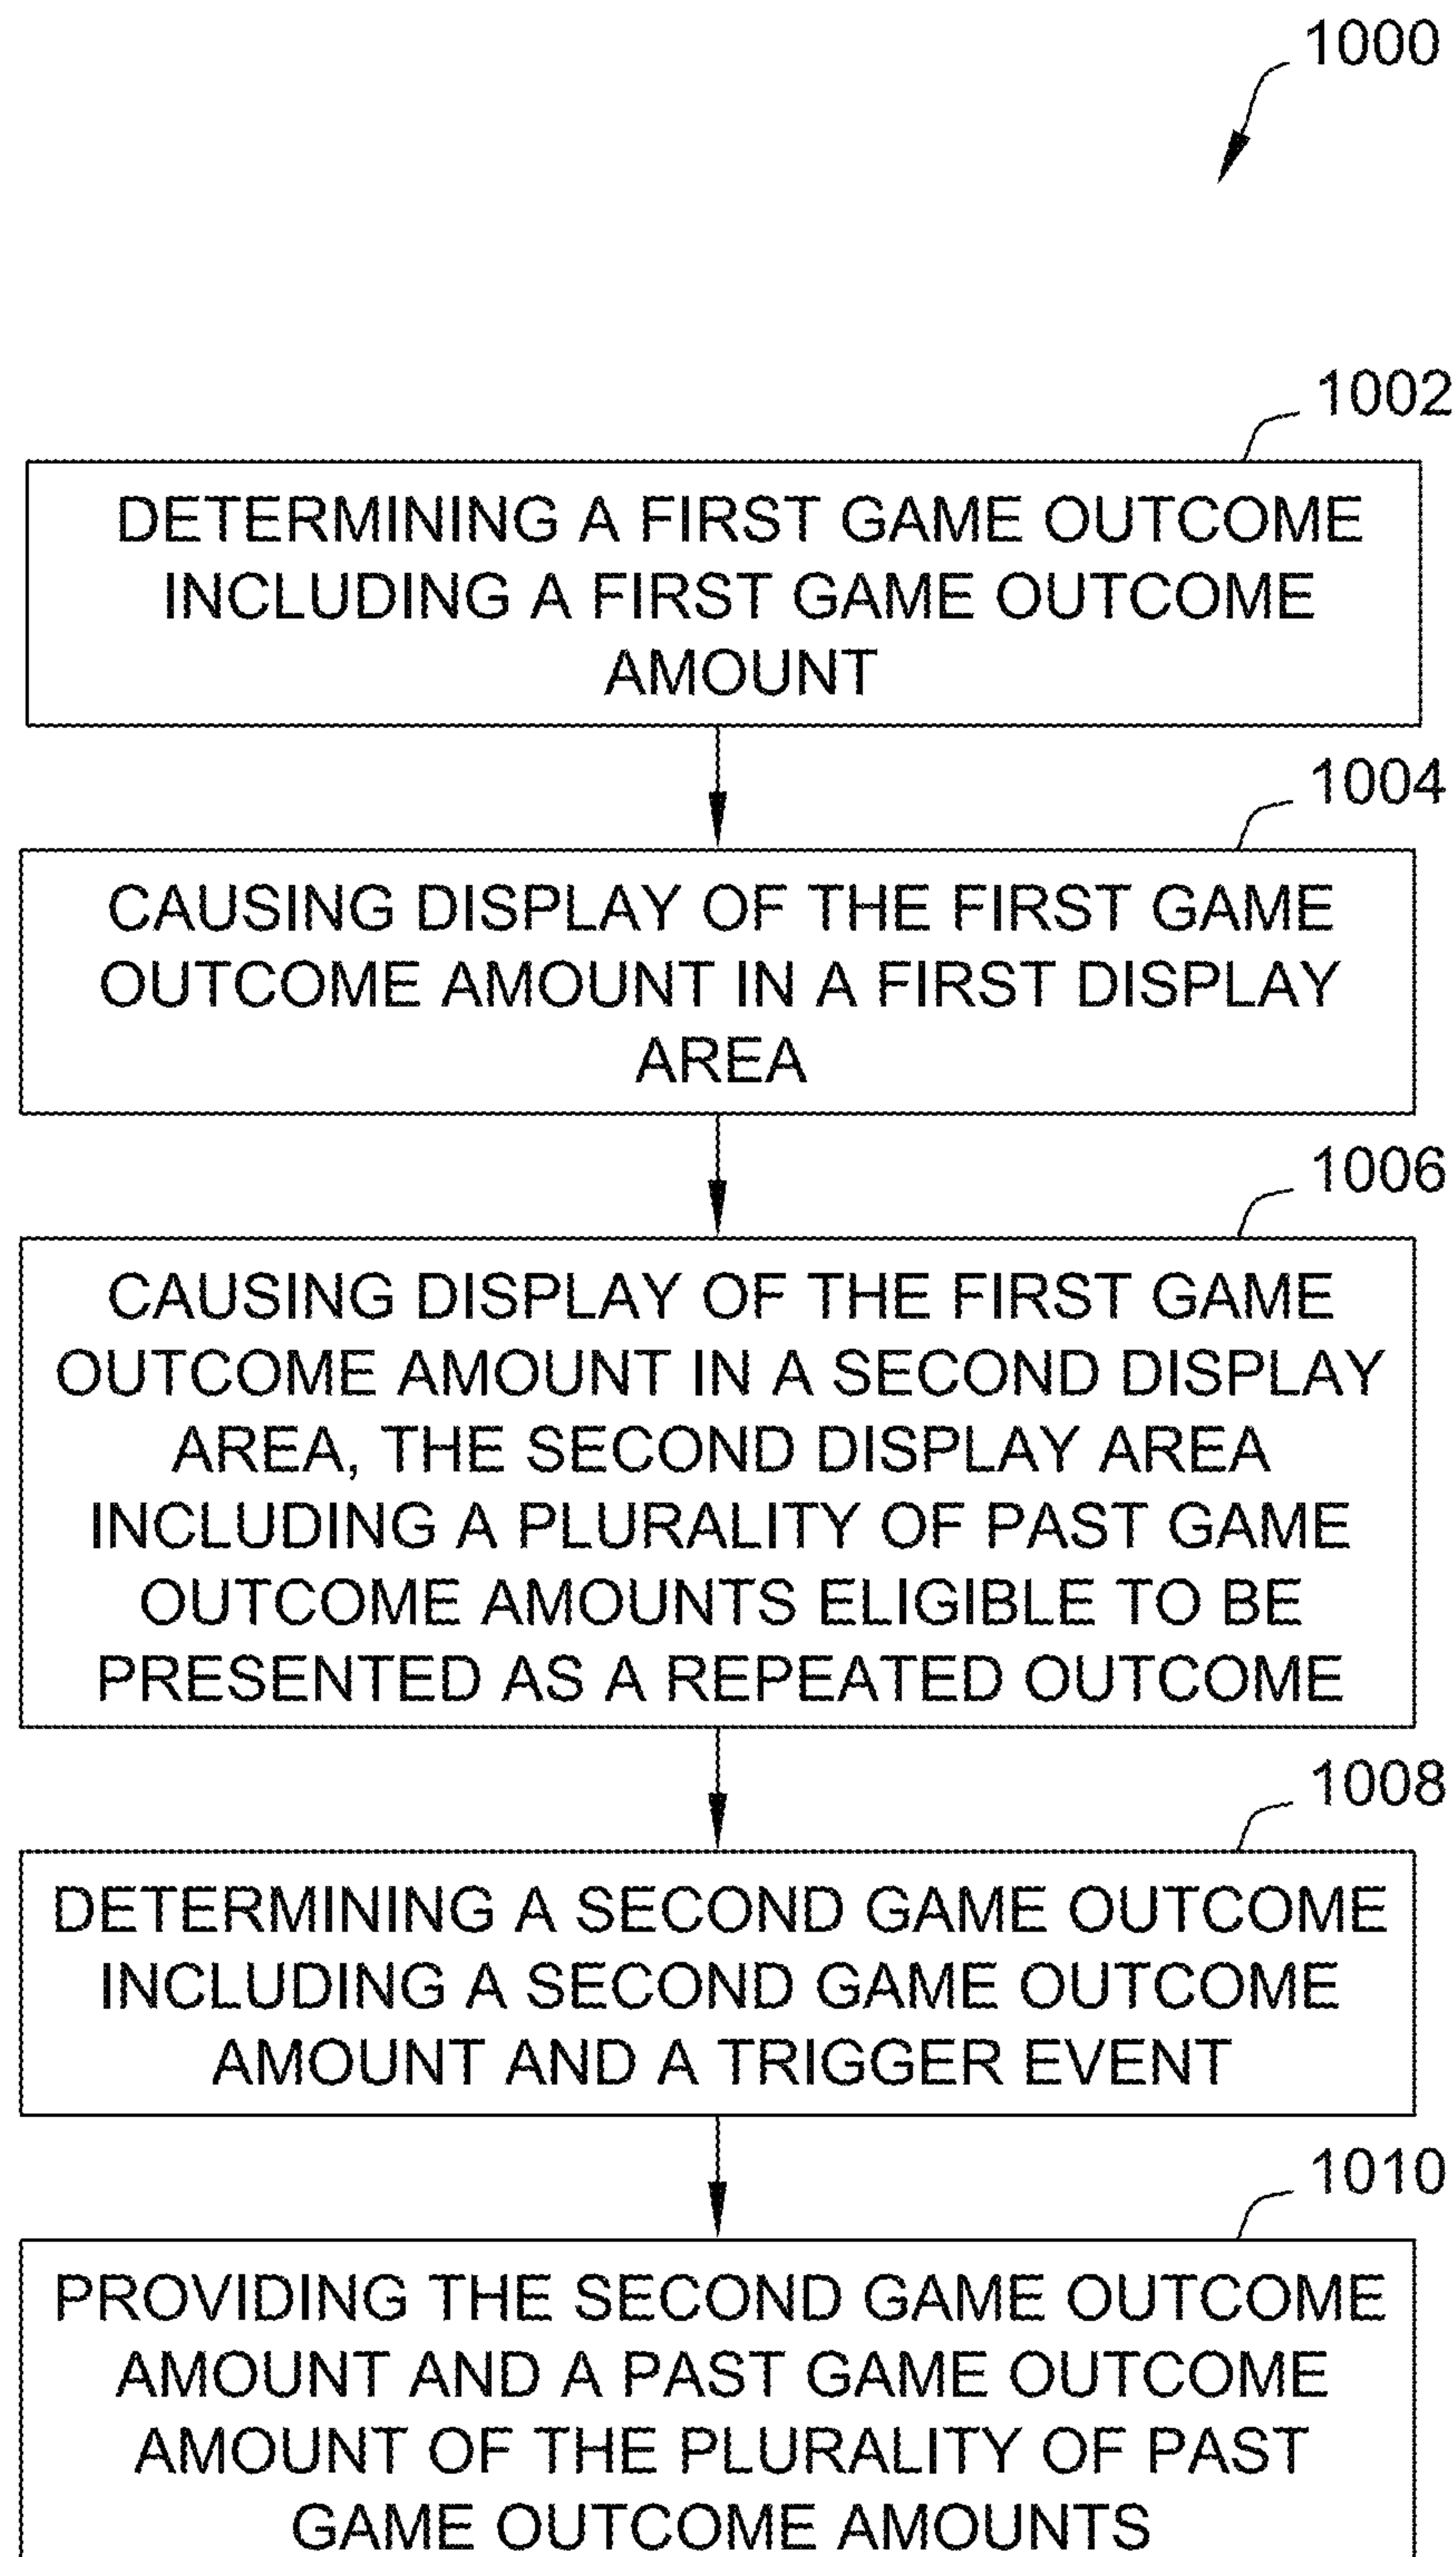 1000
1002
DETERMINING A FIRST GAME OUTCOME
INCLUDING A FIRST GAME OUTCOME
AMOUNT
1004
CAUSING DISPLAY OF THE FIRST GAME
OUTCOME AMOUNT IN A FIRST DISPLAY
AREA
1006
CAUSING DISPLAY OF THE FIRST GAME
OUTCOME AMOUNT IN A SECOND DISPLAY
AREA, THE SECOND DISPLAY AREA
INCLUDING A PLURALITY OF PAST GAME
OUTCOME AMOUNTS ELIGIBLE TO BE
PRESENTED AS A REPEATED OUTCOME
1008
DETERMINING A SECOND GAME OUTCOME
INCLUDING A SECOND GAME OUTCOME
AMOUNT AND A TRIGGER EVENT
1010
PROVIDING THE SECOND GAME OUTCOME
AMOUNT AND A PAST GAME OUTCOME
AMOUNT OF THE PLURALITY OF PAST
GAME OUTCOME AMOUNTS